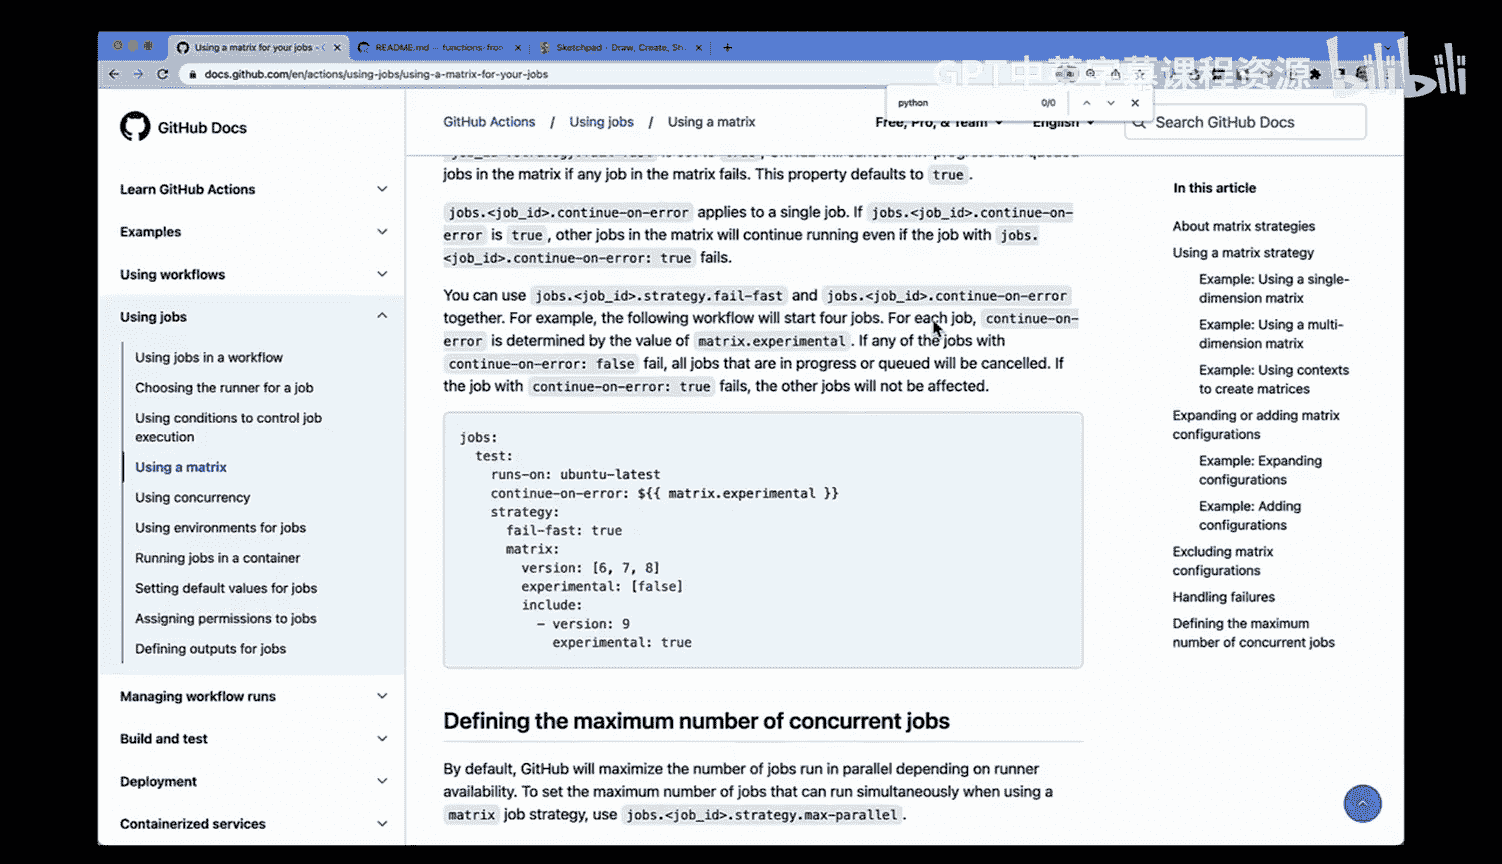 Using a matrix for your jobs - G
README.md — functions-fron
Sketchpad - Draw, Create, Sh
docs.github.com/en/actions/using-jobs/using-a-matrix-for-your-jobs
GPT中英字幕课程资源
bilibili
python
0/0
GitHub Docs
GitHub Actions / Using jobs / Using a matrix
Free, Pro, & Team
English
Search GitHub Docs
Learn GitHub Actions
Examples
Using workflows
Using jobs
Using jobs in a workflow
Choosing the runner for a job
Using conditions to control job
execution
Using a matrix
Using concurrency
Using environments for jobs
Running jobs in a container
Setting default values for jobs
Assigning permissions to jobs
Defining outputs for jobs
Managing workflow runs
Build and test
Deployment
Containerized services
jobs in the matrix if any job in the matrix fails. This property defaults to true.
jobs.<job_id>.continue-on-error applies to a single job. If jobs.<job_id>.continue-on-
error is true, other jobs in the matrix will continue running even if the job with jobs.
<job_id>.continue-on-error: true fails.
You can use jobs.<job_id>.strategy.fail-fast and jobs.<job_id>.continue-on-error
together. For example, the following workflow will start four jobs. For each job, continue-on-
error is determined by the value of matrix.experimental. If any of the jobs with
continue-on-error: false fail, all jobs that are in progress or queued will be cancelled. If
the job with continue-on-error: true fails, the other jobs will not be affected.
jobs:
  test:
    runs-on: ubuntu-latest
    continue-on-error: ${{ matrix.experimental }}
    strategy:
      fail-fast: true
      matrix:
        version: [6, 7, 8]
        experimental: [false]
        include:
          - version: 9
            experimental: true
Defining the maximum number of concurrent jobs
By default, GitHub will maximize the number of jobs run in parallel depending on runner
availability. To set the maximum number of jobs that can run simultaneously when using a
matrix job strategy, use jobs.<job_id>.strategy.max-parallel.
In this article
About matrix strategies
Using a matrix strategy
Example: Using a single-
dimension matrix
Example: Using a multi-
dimension matrix
Example: Using contexts
to create matrices
Expanding or adding matrix
configurations
Example: Expanding
configurations
Example: Adding
configurations
Excluding matrix
configurations
Handling failures
Defining the maximum
number of concurrent jobs